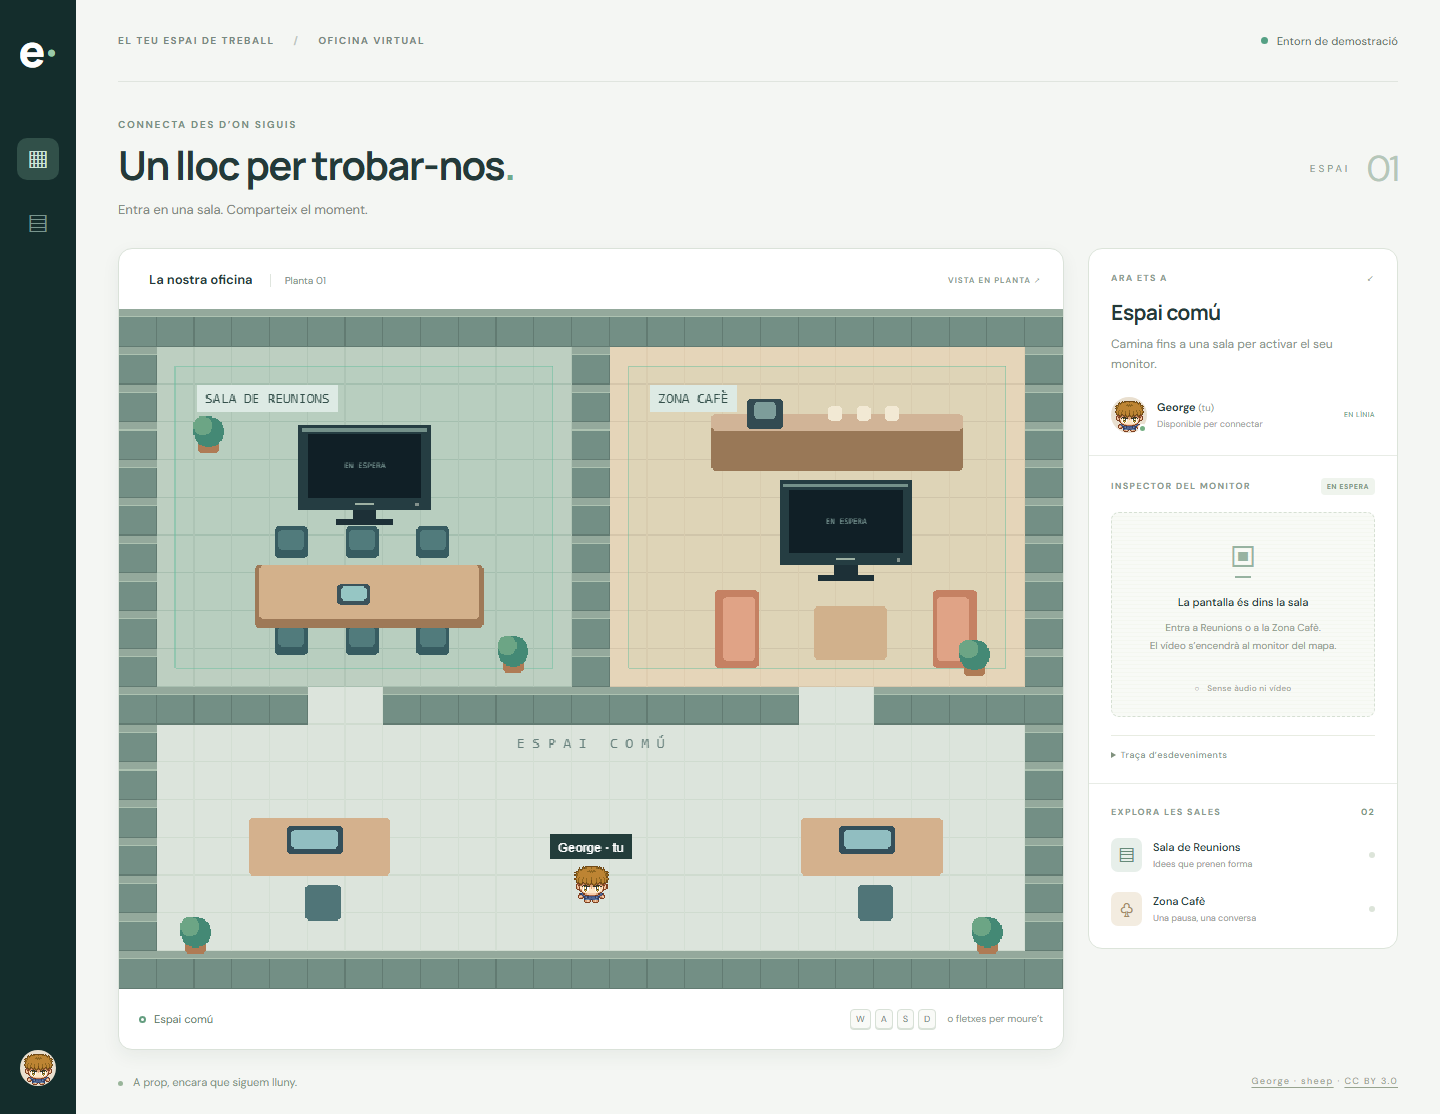 e
EL TEU ESPAI DE TREBALL / OFICINA VIRTUAL
Entorn de demostració
CONNECTA DES D'ON SIGUIS
Un lloc per trobar-nos.
Entra en una sala. Comparteix el moment.
ESPAI 01
La nostra oficina
Planta 01
VISTA EN PLANTA ↗
SALA DE REUNIONS
EN ESPERA
ZONA CAFÈ
EN ESPERA
ESPAI COMÚ
George - tu
Espai comú
W A S D o fletxes per moure't
ARA ETS A
Espai comú
Camina fins a una sala per activar el seu
monitor.
George (tu)
Disponible per connectar
EN LÍNIA
INSPECTOR DEL MONITOR
EN ESPERA
La pantalla és dins la sala
Entra a Reunions o a la Zona Cafè.
El vídeo s'encendrà al monitor del mapa.
Sense àudio ni vídeo
Traça d'esdeveniments
EXPLORA LES SALES 02
Sala de Reunions
Idees que prenen forma
Zona Cafè
Una pausa, una conversa
A prop, encara que siguem lluny.
George · sheep · CC BY 3.0